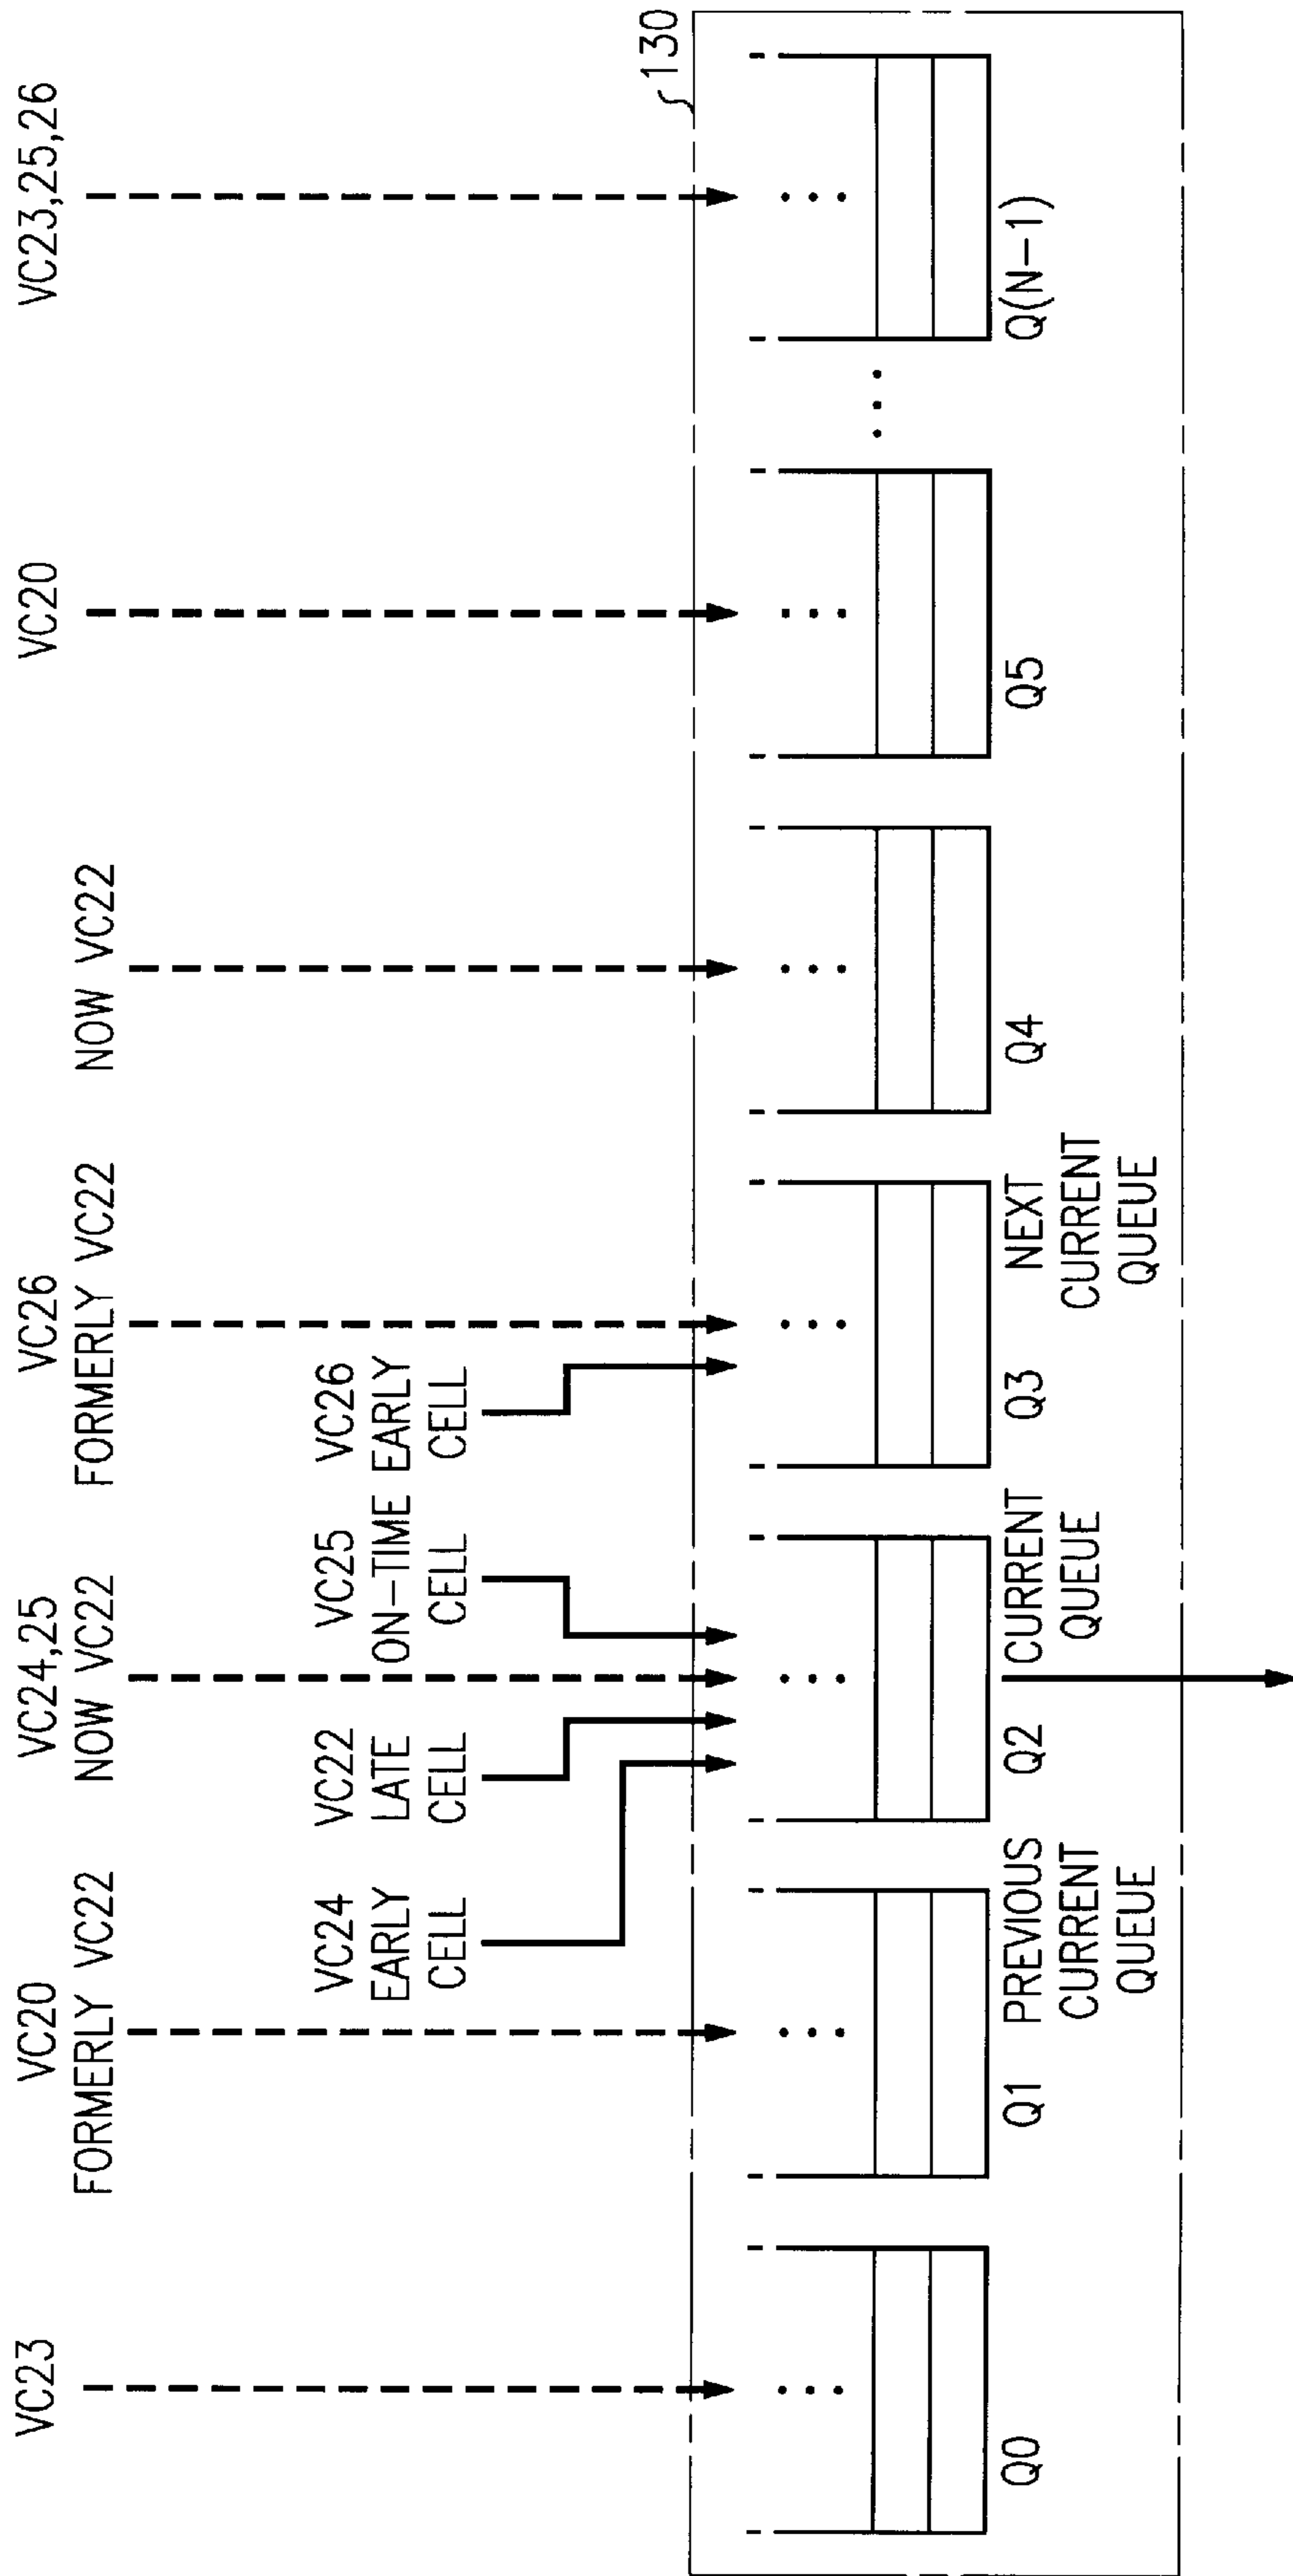 VC23
VC20
FORMERLY VC22
VC24,25
NOW VC22
VC26
FORMERLY VC22
NOW VC22
VC20
VC23,25,26
VC24
EARLY
CELL
VC22
LATE
CELL
VC25
ON-TIME
CELL
VC26
EARLY
CELL
130
Q0
Q1 PREVIOUS
CURRENT
QUEUE
Q2 CURRENT
QUEUE
Q3 NEXT
CURRENT
QUEUE
Q4
Q5
Q(N-1)